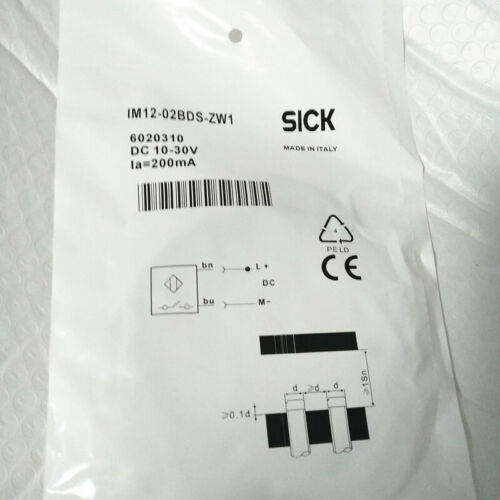 IM12-02BDS-ZW1
SICK
6020310
DC 10-30V
Ia=200mA
MADE IN ITALY
4
PE LD
CE
bn
L +
DC
bu
M-
d
≥d
d
≥1Sn
≥0.1d